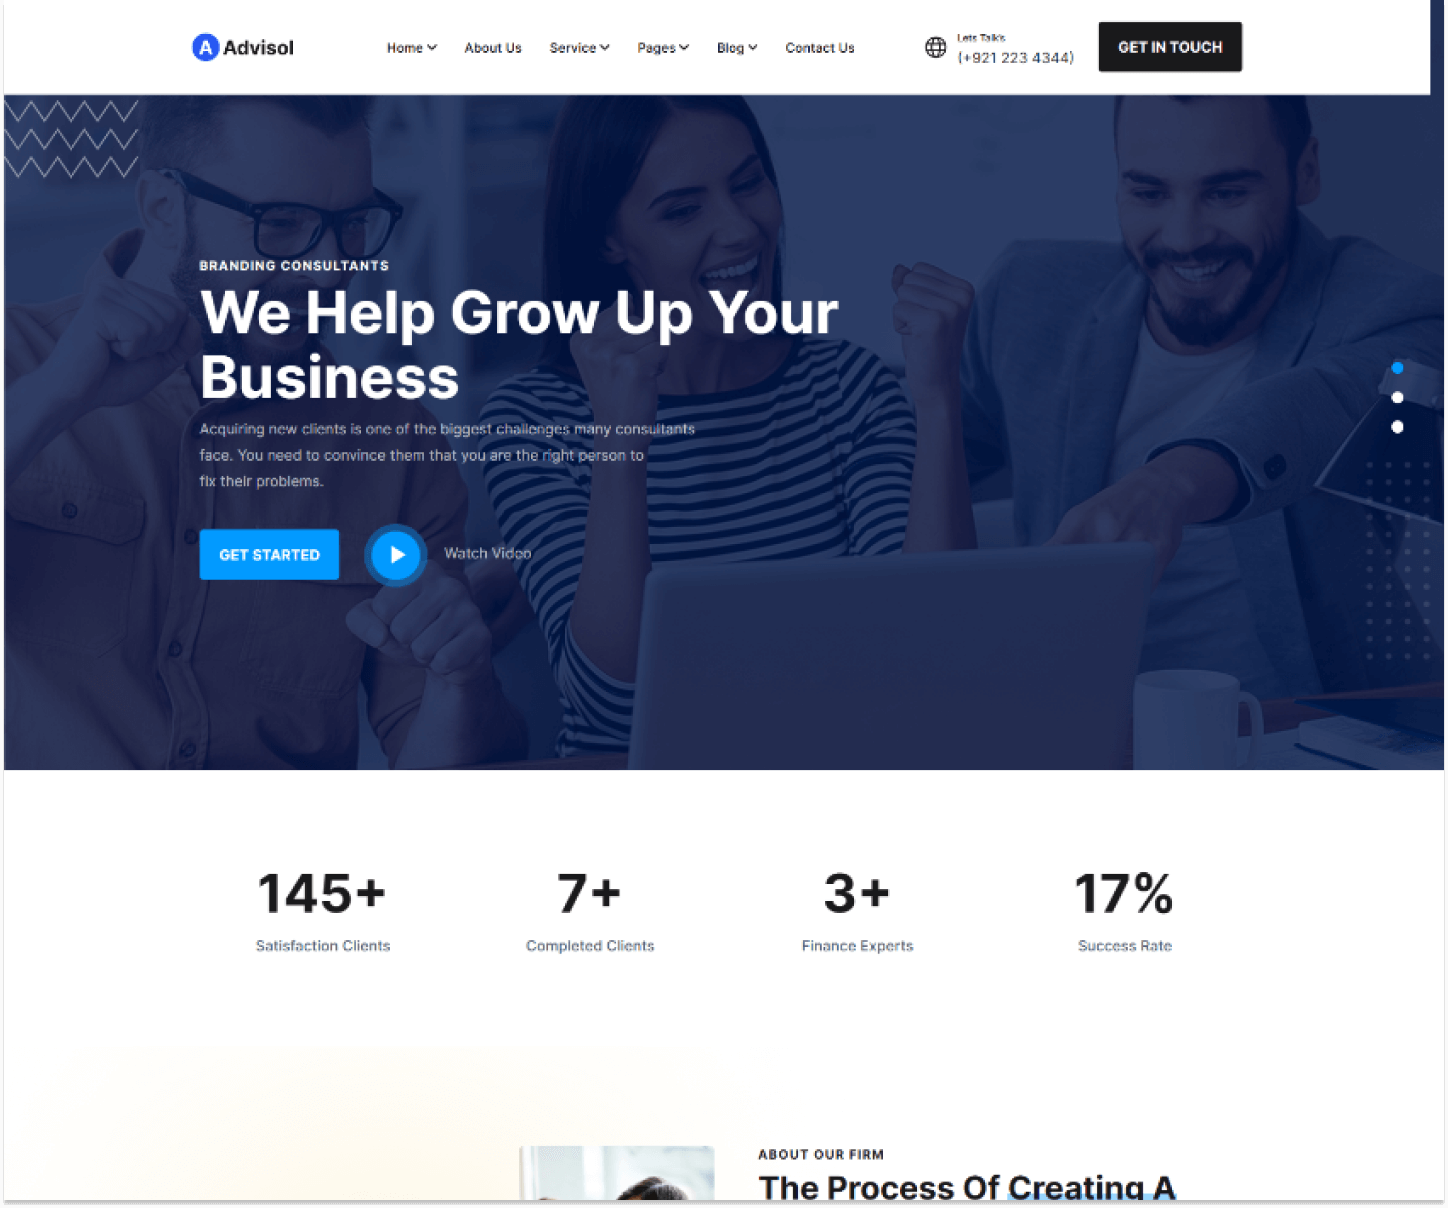 A Advisol
Home
About Us
Service
Pages
Blog
Contact Us
Lets Talk's
(+921 223 4344)
GET IN TOUCH
BRANDING CONSULTANTS
We Help Grow Up Your
Business
Acquiring new clients is one of the biggest challenges many consultants
face. You need to convince them that you are the right person to
fix their problems.
GET STARTED
Watch Video
145+
Satisfaction Clients
7+
Completed Clients
3+
Finance Experts
17%
Success Rate
ABOUT OUR FIRM
The Process Of Creating A